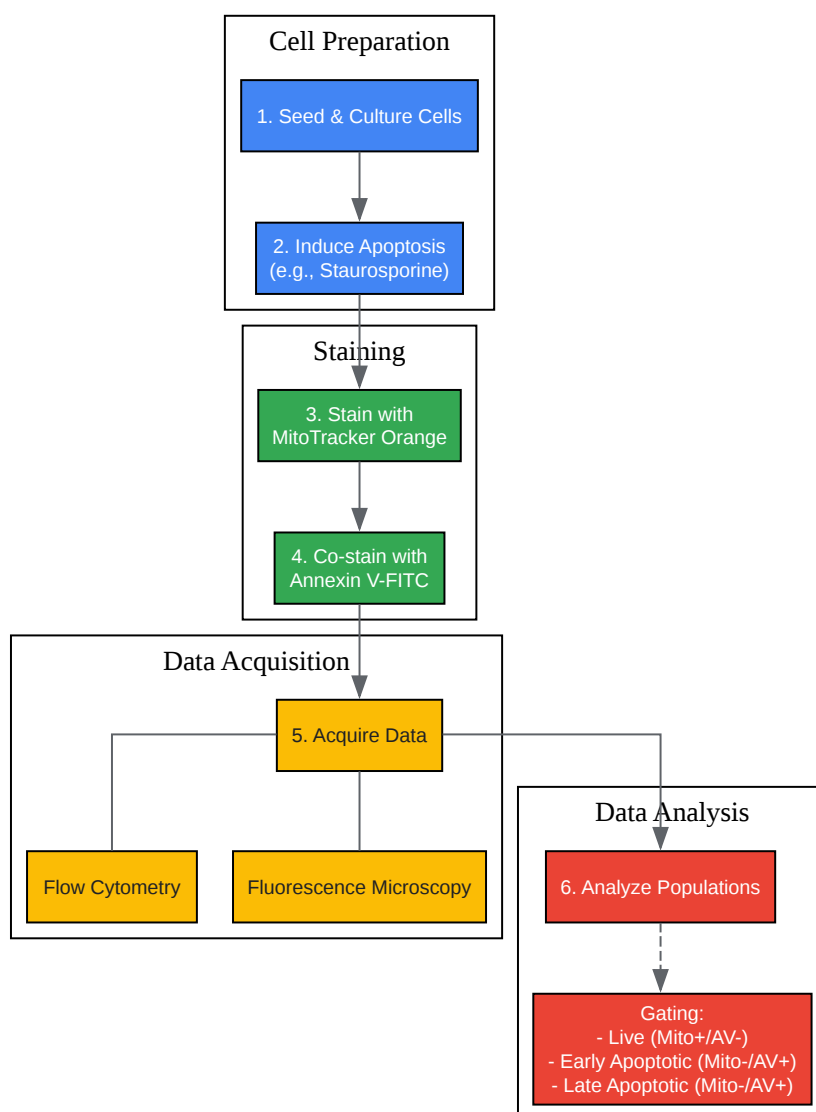 Cell Preparation
1. Seed & Culture Cells
2. Induce Apoptosis
(e.g., Staurosporine)
Staining
3. Stain with
MitoTracker Orange
4. Co-stain with
Annexin V-FITC
Data Acquisition
5. Acquire Data
Flow Cytometry
Fluorescence Microscopy
Data Analysis
6. Analyze Populations
Gating:
- Live (Mito+/AV-)
- Early Apoptotic (Mito-/AV+)
- Late Apoptotic (Mito-/AV+)